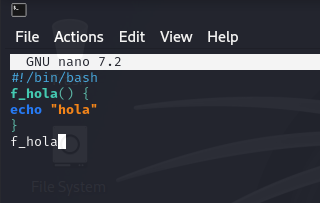 File Actions Edit View Help
GNU nano 7.2
#!/bin/bash
f_hola() {
echo "hola"
}
f_hola
File System